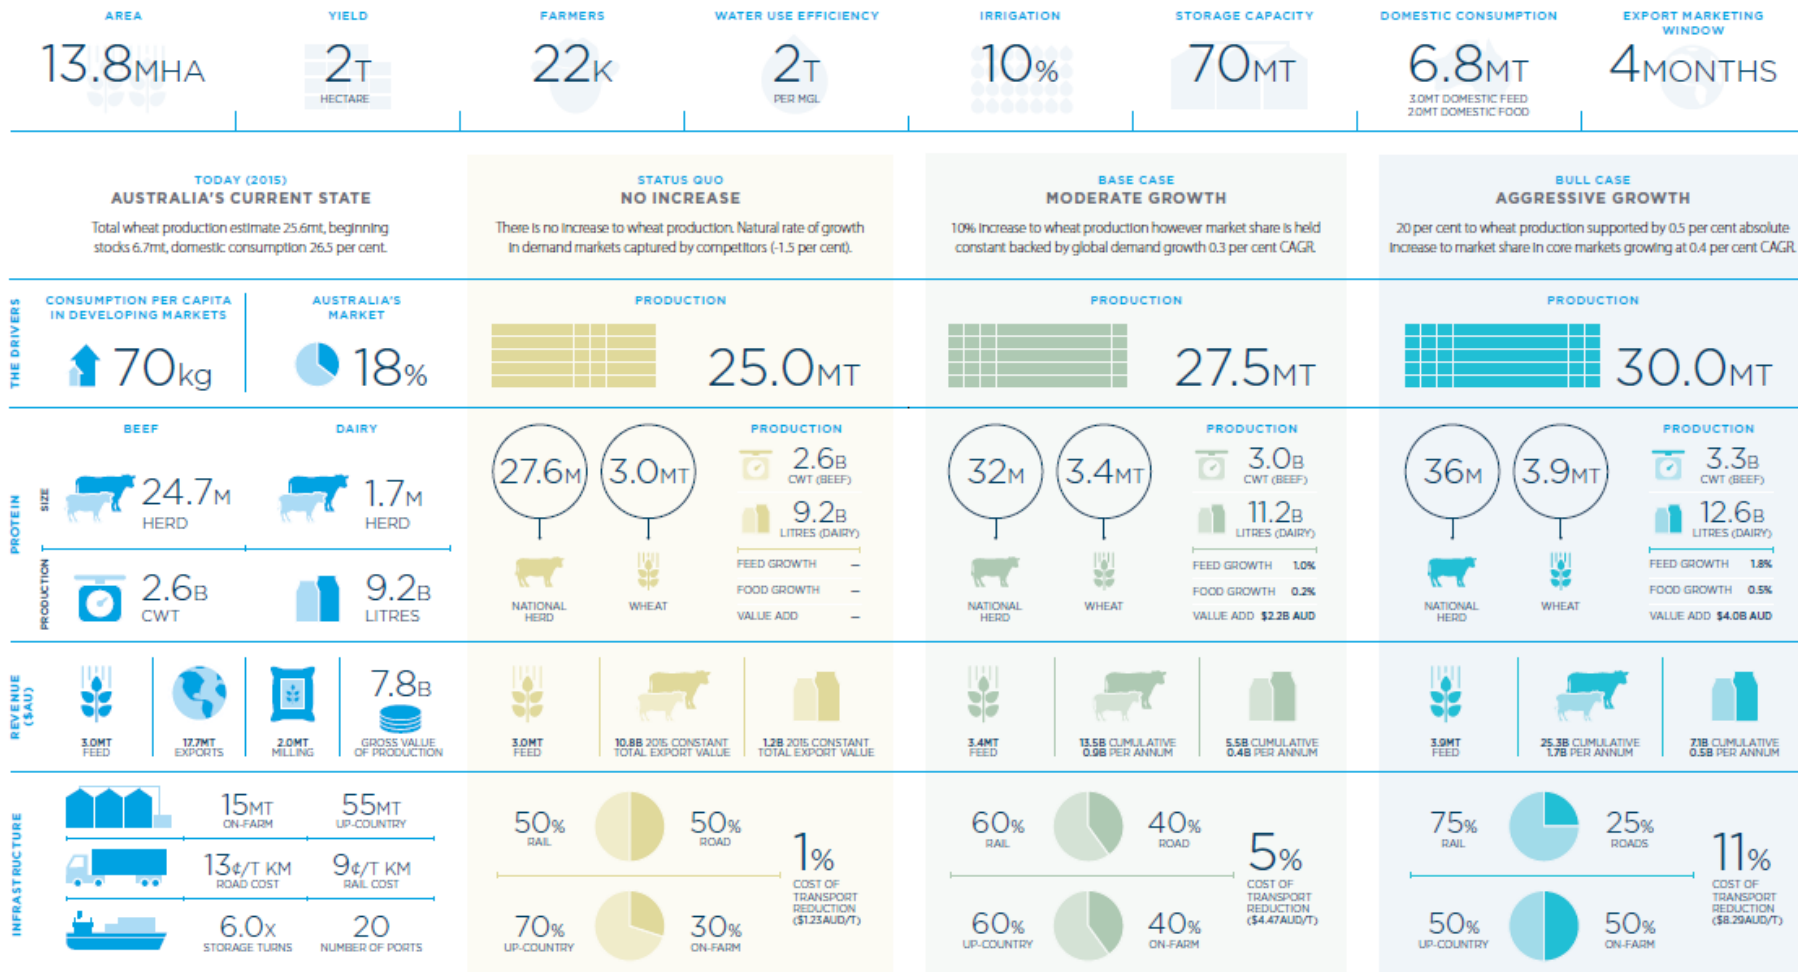 AREA
13.8MHA
YIELD
2T
HECTARE
FARMERS
22K
WATER USE EFFICIENCY
2T
PER MGL
IRRIGATION
10%
STORAGE CAPACITY
70MT
DOMESTIC CONSUMPTION
6.8MT
3.0MT DOMESTIC FEED
2.0MT DOMESTIC FOOD
EXPORT MARKETING
WINDOW
4MONTHS
TODAY (2015)
AUSTRALIA'S CURRENT STATE
Total wheat production estimate 25.6mt, beginning
stocks 6.7mt, domestic consumption 26.5 per cent.
STATUS QUO
NO INCREASE
There is no increase to wheat production. Natural rate of growth
in demand markets captured by competitors (-1.5 per cent).
BASE CASE
MODERATE GROWTH
10% increase to wheat production however market share is held
constant backed by global demand growth 0.3 per cent CAGR.
BULL CASE
AGGRESSIVE GROWTH
20 per cent to wheat production supported by 0.5 per cent absolute
increase to market share in core markets growing at 0.4 per cent CAGR.
THE DRIVERS
CONSUMPTION PER CAPITA
IN DEVELOPING MARKETS
70kg
AUSTRALIA'S
MARKET
18%
PRODUCTION
25.0MT
PRODUCTION
27.5MT
PRODUCTION
30.0MT
PROTEIN
SIZE
BEEF
24.7M
HERD
DAIRY
1.7M
HERD
PRODUCTION
2.6B
CWT
9.2B
LITRES
27.6M
NATIONAL
HERD
3.0MT
WHEAT
PRODUCTION
2.6B
CWT (BEEF)
9.2B
LITRES (DAIRY)
FEED GROWTH –
FOOD GROWTH –
VALUE ADD –
32M
NATIONAL
HERD
3.4MT
WHEAT
PRODUCTION
3.0B
CWT (BEEF)
11.2B
LITRES (DAIRY)
FEED GROWTH 1.0%
FOOD GROWTH 0.2%
VALUE ADD $2.2B AUD
36M
NATIONAL
HERD
3.9MT
WHEAT
PRODUCTION
3.3B
CWT (BEEF)
12.6B
LITRES (DAIRY)
FEED GROWTH 1.8%
FOOD GROWTH 0.5%
VALUE ADD $4.0B AUD
REVENUE
($AU)
3.0MT
FEED
17.7MT
EXPORTS
2.0MT
MILLING
7.8B
GROSS VALUE
OF PRODUCTION
3.0MT
FEED
10.8B 2015 CONSTANT
TOTAL EXPORT VALUE
1.2B 2015 CONSTANT
TOTAL EXPORT VALUE
3.4MT
FEED
13.5B CUMULATIVE
0.9B PER ANNUM
5.5B CUMULATIVE
0.4B PER ANNUM
3.9MT
FEED
25.3B CUMULATIVE
1.7B PER ANNUM
7.1B CUMULATIVE
0.5B PER ANNUM
INFRASTRUCTURE
15MT
ON-FARM
55MT
UP-COUNTRY
13¢/T KM
ROAD COST
9¢/T KM
RAIL COST
6.0X
STORAGE TURNS
20
NUMBER OF PORTS
50%
RAIL
50%
ROAD
70%
UP-COUNTRY
30%
ON-FARM
1%
COST OF
TRANSPORT
REDUCTION
($1.23AUD/T)
60%
RAIL
40%
ROAD
60%
UP-COUNTRY
40%
ON-FARM
5%
COST OF
TRANSPORT
REDUCTION
($4.47AUD/T)
75%
RAIL
25%
ROADS
50%
UP-COUNTRY
50%
ON-FARM
11%
COST OF
TRANSPORT
REDUCTION
($8.29AUD/T)